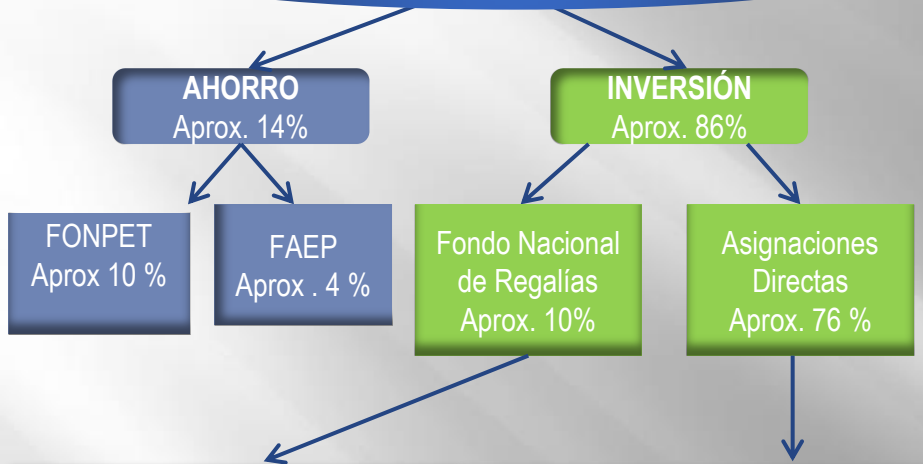 AHORRO
Aprox. 14%
INVERSIÓN
Aprox. 86%
FONPET
Aprox 10 %
FAEP
Aprox . 4 %
Fondo Nacional
de Regalías
Aprox. 10%
Asignaciones
Directas
Aprox. 76 %